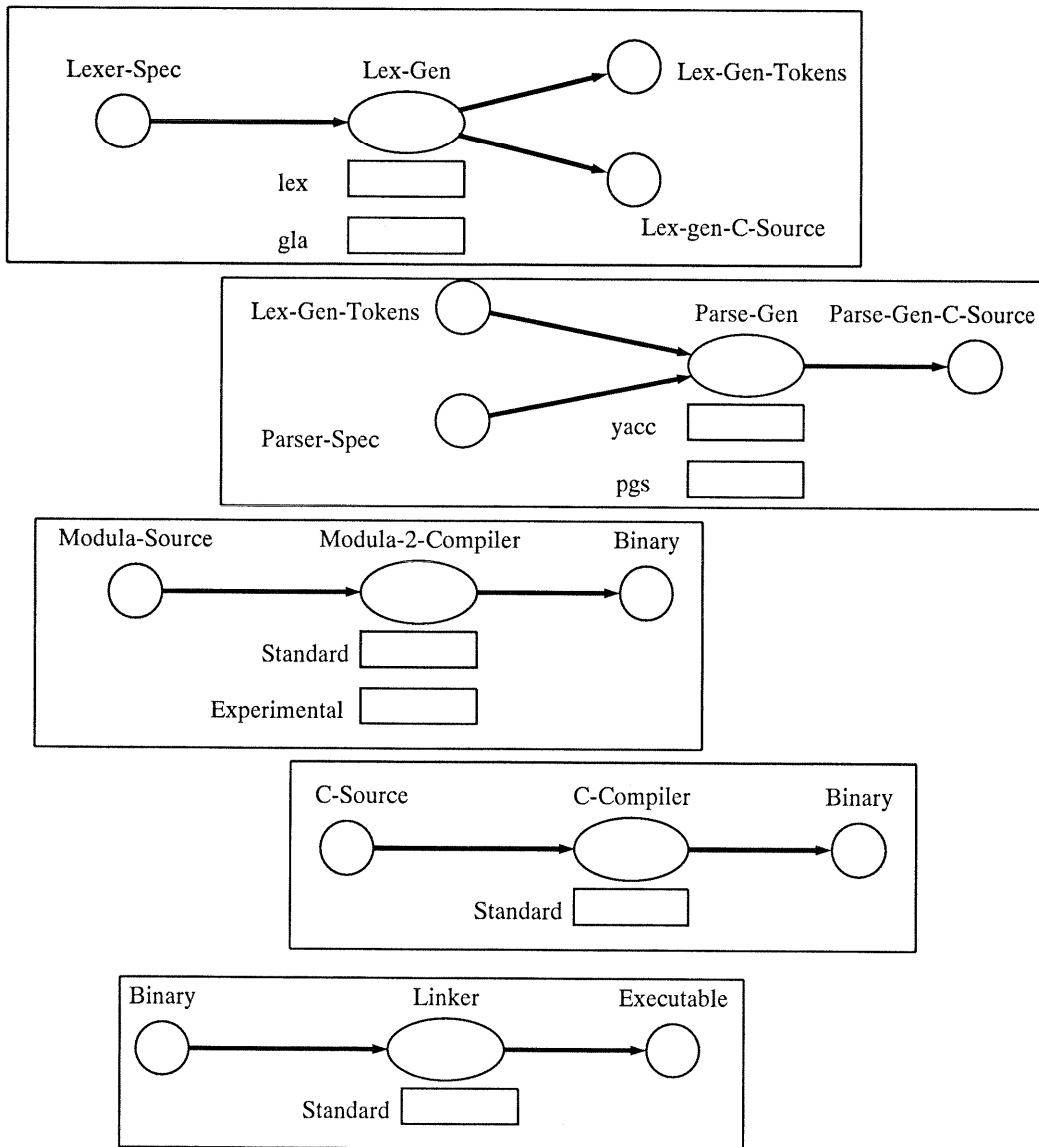 Lexer-Spec
Lex-Gen
Lex-Gen-Tokens
lex
gla
Lex-gen-C-Source
Lex-Gen-Tokens
Parse-Gen
Parse-Gen-C-Source
Parser-Spec
yacc
pgs
Modula-Source
Modula-2-Compiler
Binary
Standard
Experimental
C-Source
C-Compiler
Binary
Standard
Binary
Linker
Executable
Standard